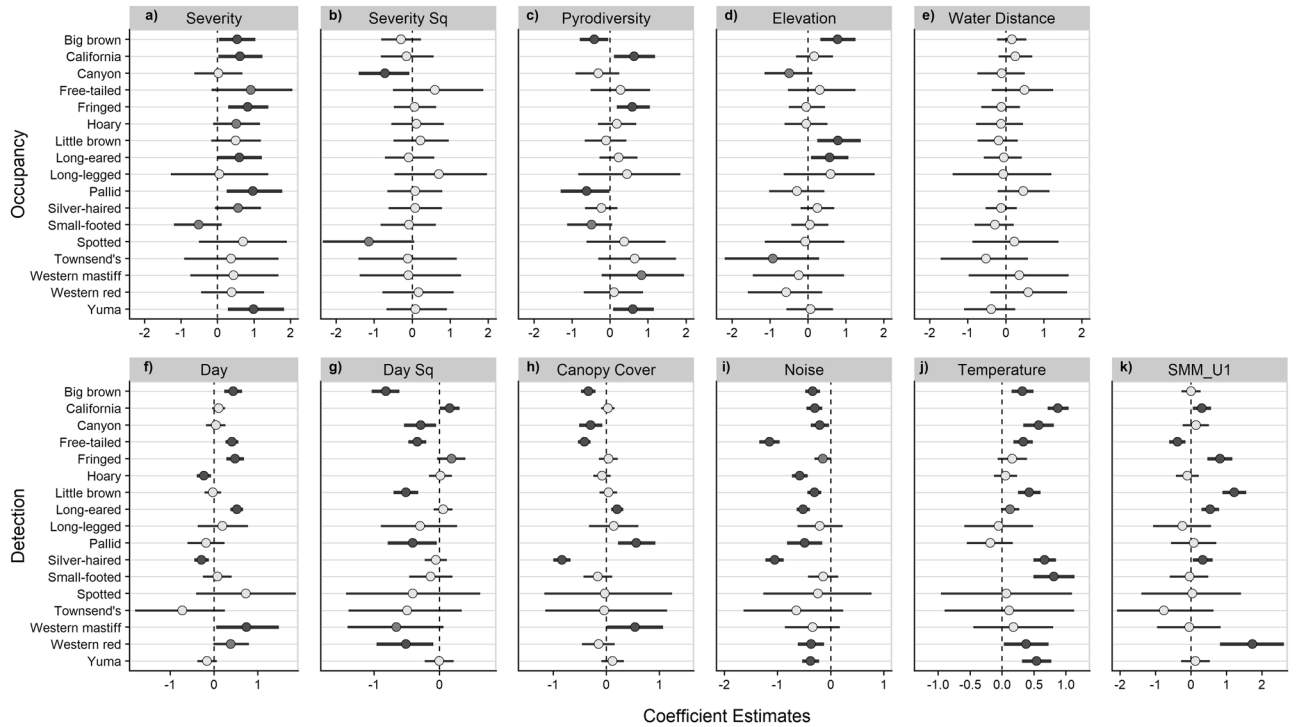 a) Severity
b) Severity Sq
c) Pyrodiversity
d) Elevation
e) Water Distance
Occupancy
Big brown
California
Canyon
Free-tailed
Fringed
Hoary
Little brown
Long-eared
Long-legged
Pallid
Silver-haired
Small-footed
Spotted
Townsend's
Western mastiff
Western red
Yuma
-2 -1 0 1 2
-2 -1 0 1 2
-2 -1 0 1 2
-2 -1 0 1 2
-2 -1 0 1 2
f) Day
g) Day Sq
h) Canopy Cover
i) Noise
j) Temperature
k) SMM_U1
Detection
Big brown
California
Canyon
Free-tailed
Fringed
Hoary
Little brown
Long-eared
Long-legged
Pallid
Silver-haired
Small-footed
Spotted
Townsend's
Western mastiff
Western red
Yuma
-1 0 1
-1 0
-1 0 1
-1 0 1
-1.0 -0.5 0.0 0.5 1.0
-2 -1 0 1 2
Coefficient Estimates